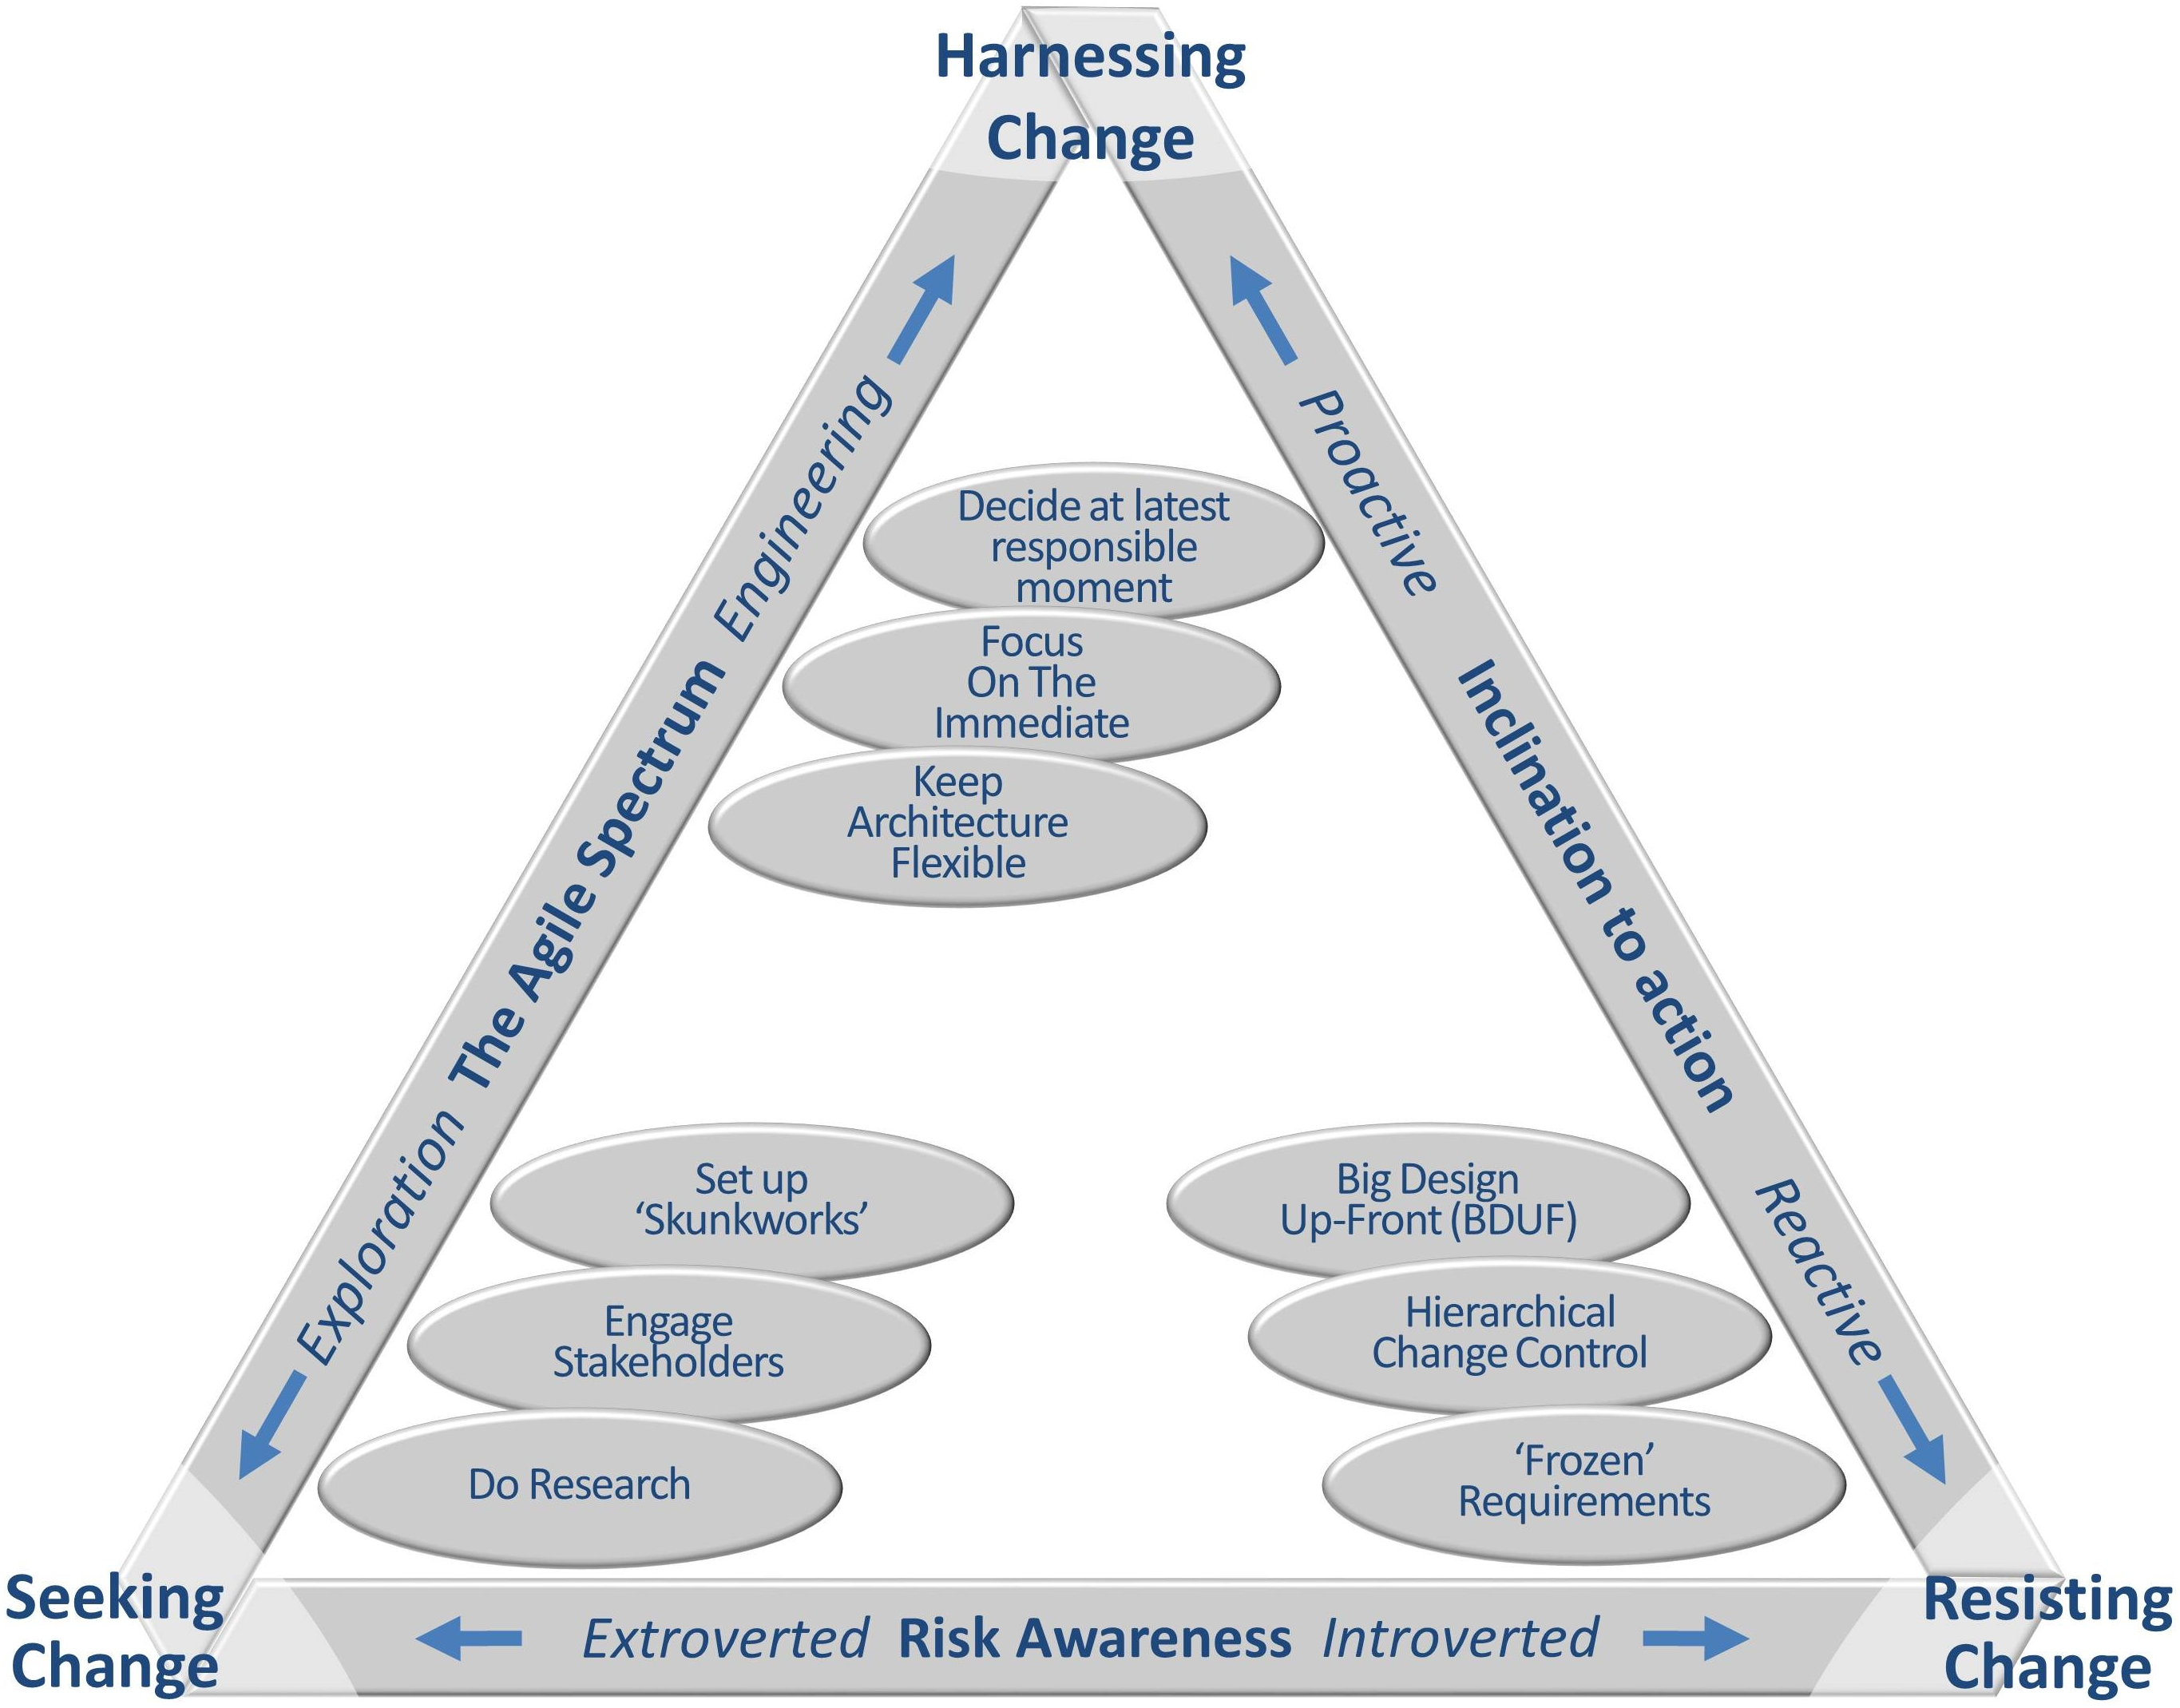 Harnessing
Change
Engineering
The Agile Spectrum
Exploration
Proactive
Inclination to action
Reactive
Decide at latest
responsible
moment
Focus
On The
Immediate
Keep
Architecture
Flexible
Set up
‘Skunkworks’
Engage
Stakeholders
Do Research
Big Design
Up-Front (BDUF)
Hierarchical
Change Control
‘Frozen’
Requirements
Seeking
Change
Extroverted Risk Awareness Introverted
Resisting
Change